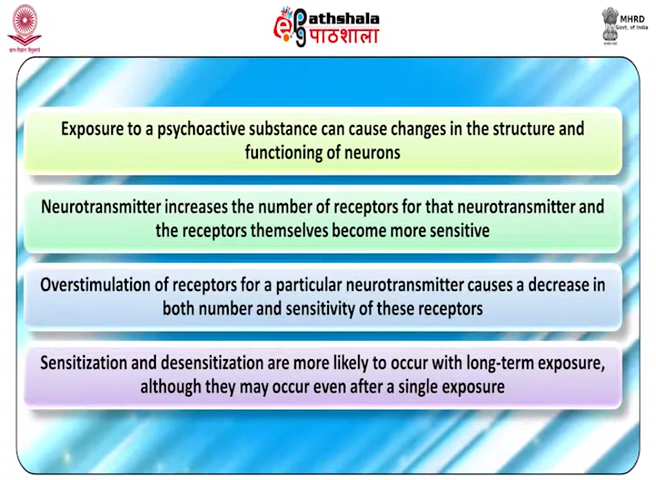 ePathshala
पाठशाला
MHRD
Govt. of India
ज्ञान-विज्ञान विमुक्तये
Exposure to a psychoactive substance can cause changes in the structure and
functioning of neurons
Neurotransmitter increases the number of receptors for that neurotransmitter and
the receptors themselves become more sensitive
Overstimulation of receptors for a particular neurotransmitter causes a decrease in
both number and sensitivity of these receptors
Sensitization and desensitization are more likely to occur with long-term exposure,
although they may occur even after a single exposure